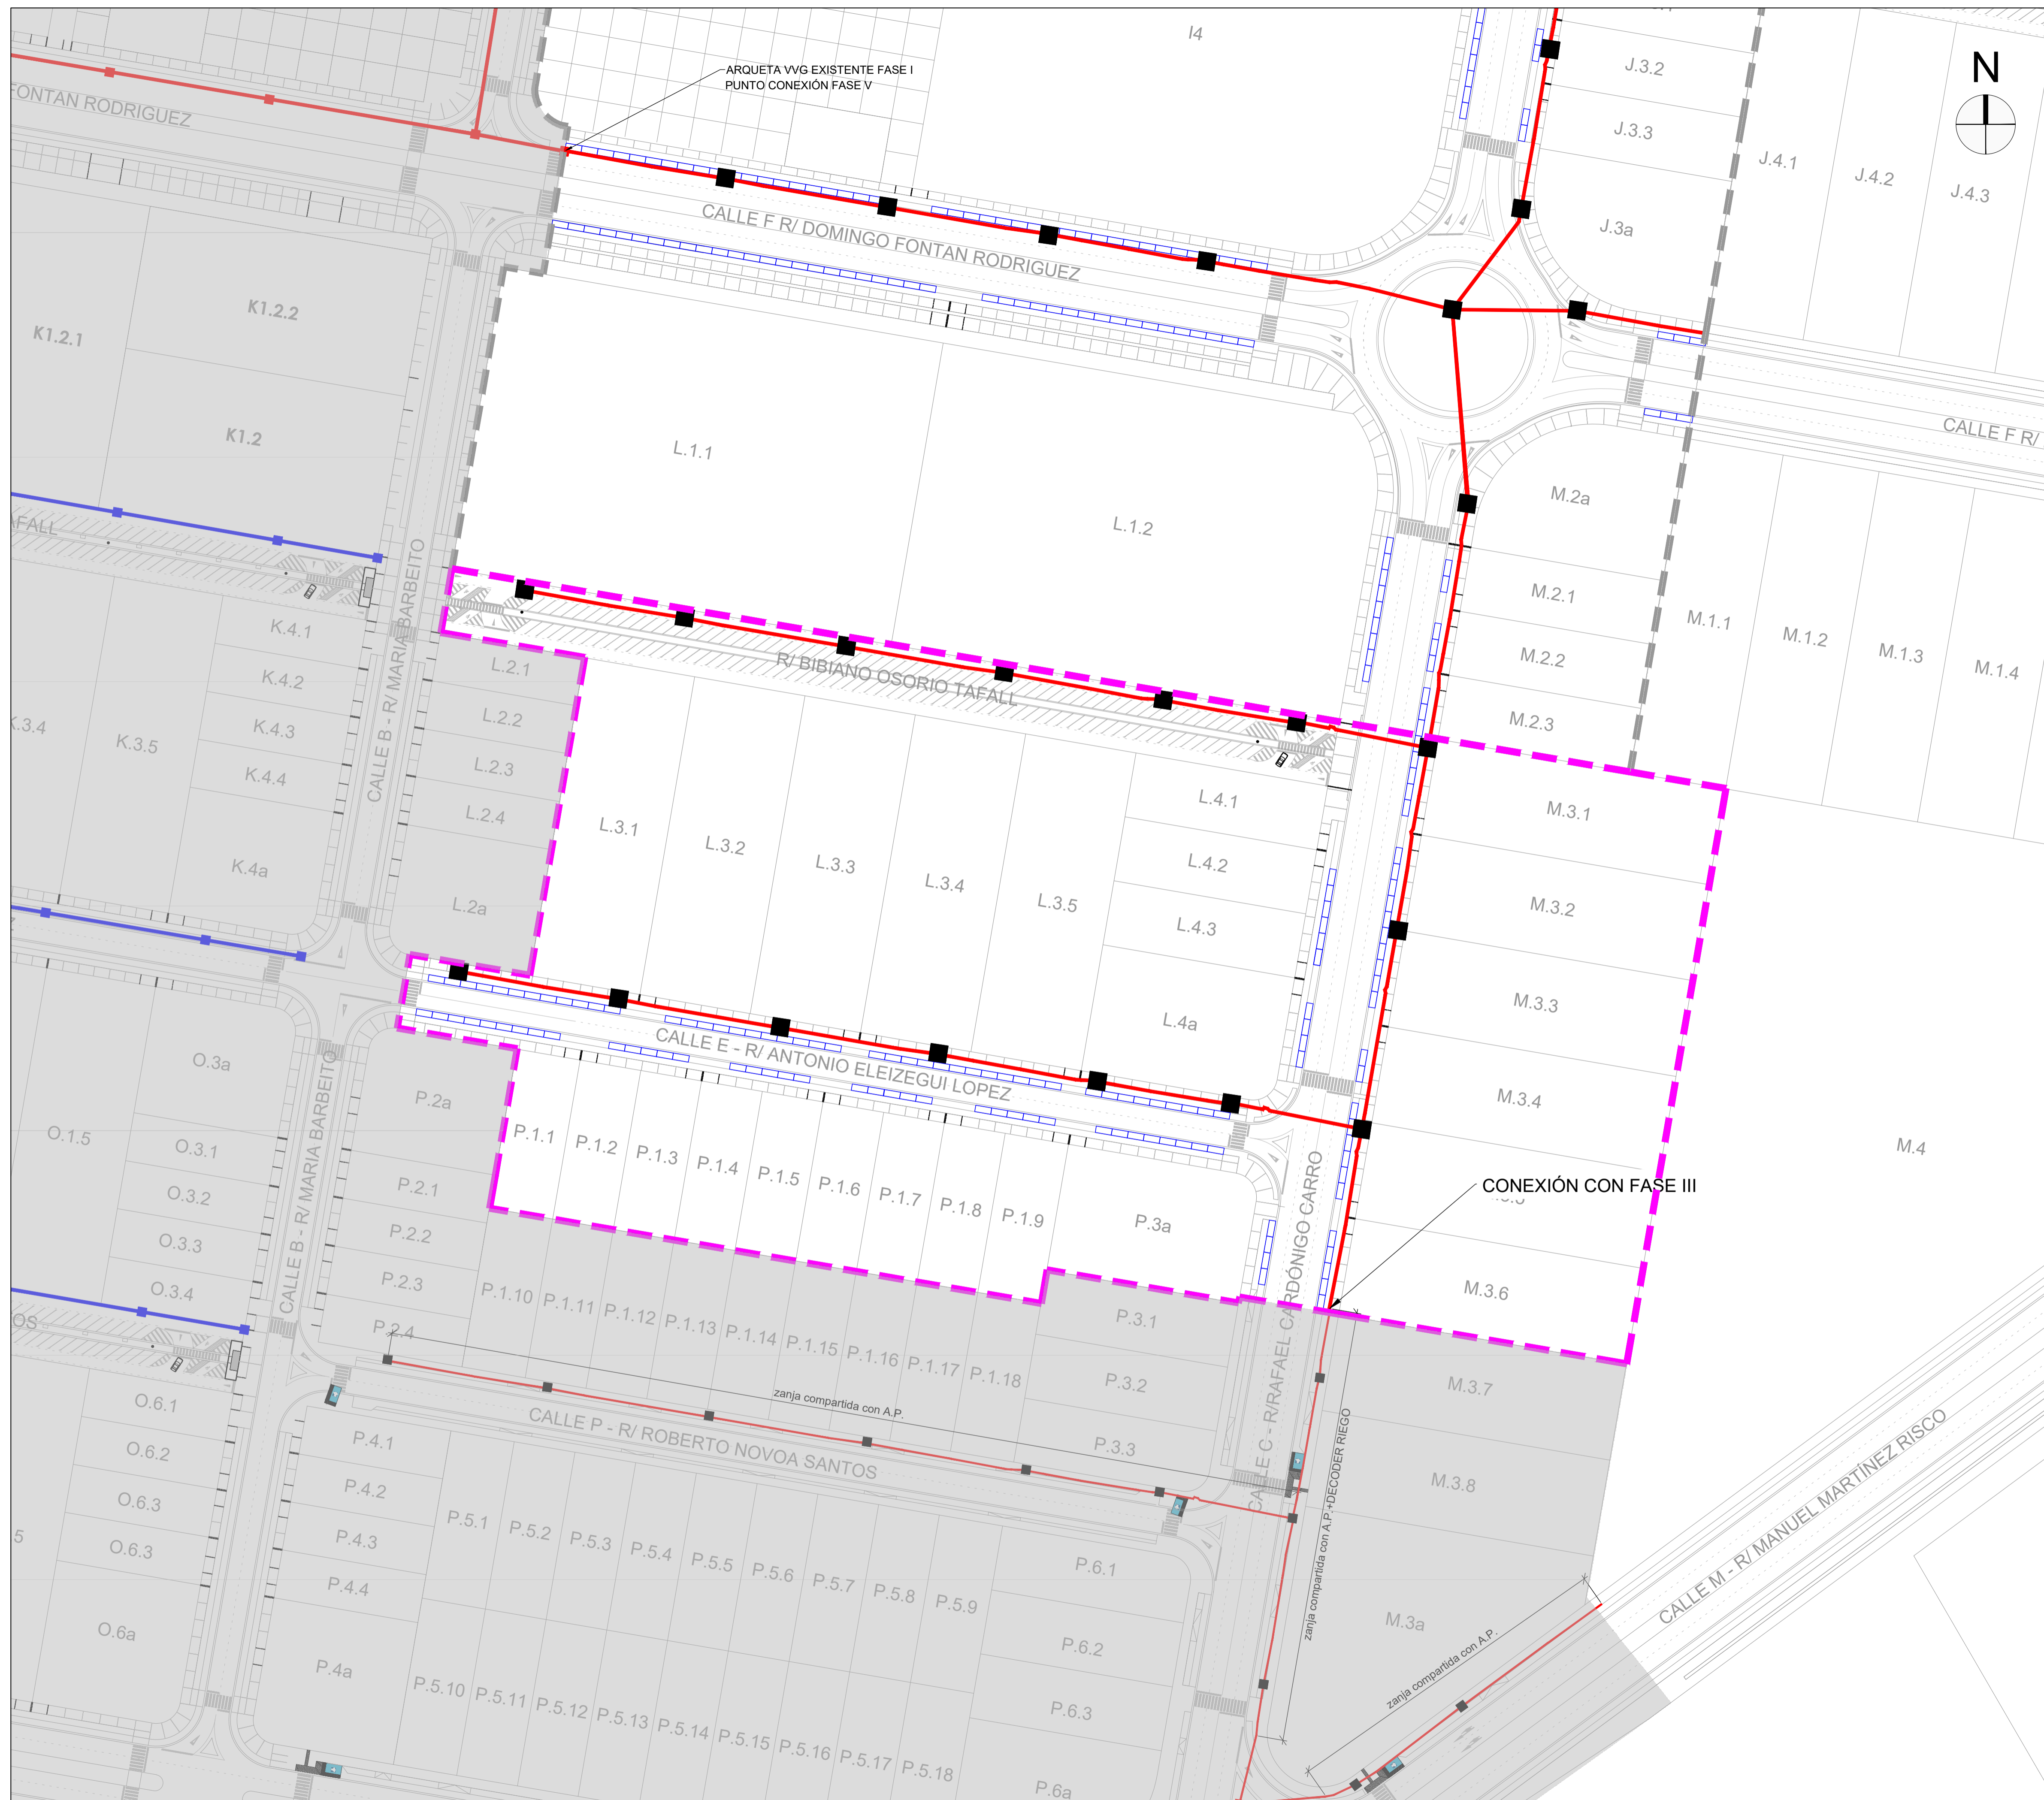 I4
J.3.2
N
ARQUETA VVG EXISTENTE FASE I
PUNTO CONEXIÓN FASE V
FONTAN RODRIGUEZ
J.3.3
J.4.1
J.4.2
J.4.3
J.3a
CALLE F R/ DOMINGO FONTAN RODRIGUEZ
K1.2.2
K1.2.1
K1.2
L.1.1
L.1.2
CALLE F R/
M.2a
TAFALL
CALLE B - R/ MARIA BARBEITO
M.2.1
M.2.2
M.2.3
M.1.1
M.1.2
M.1.3
M.1.4
K.4.1
K.4.2
K.4.3
K.4.4
K.4a
K.3.4
K.3.5
L.2.1
L.2.2
L.2.3
L.2.4
L.2a
R/ BIBIANO OSORIO TAFALL
L.3.1
L.3.2
L.3.3
L.3.4
L.3.5
L.4.1
L.4.2
L.4.3
L.4a
M.3.1
M.3.2
M.3.3
M.3.4
M.4
CALLE E - R/ ANTONIO ELEIZEGUI LOPEZ
CONEXIÓN CON FASE III
M.3.6
O.3a
O.1.5
O.3.1
O.3.2
O.3.3
O.3.4
CALLE B - R/ MARIA BARBEITO
P.2a
P.2.1
P.2.2
P.2.3
P.2.4
P.1.1
P.1.2
P.1.3
P.1.4
P.1.5
P.1.6
P.1.7
P.1.8
P.1.9
P.3a
P.1.10
P.1.11
P.1.12
P.1.13
P.1.14
P.1.15
P.1.16
P.1.17
P.1.18
P.3.1
P.3.2
P.3.3
CALLE C - R/RAFAEL CARDÓNIGO CARRO
OS
zanja compartida con A.P.
CALLE P - R/ ROBERTO NOVOA SANTOS
zanja compartida con A.P.+DECODER RIEGO
M.3.7
M.3.8
M.3a
CALLE M - R/ MANUEL MARTÍNEZ RISCO
zanja compartida con A.P.
O.6.1
O.6.2
O.6.3
O.6.3
O.6a
5
P.4.1
P.4.2
P.4.3
P.4.4
P.4a
P.5.1
P.5.2
P.5.3
P.5.4
P.5.5
P.5.6
P.5.7
P.5.8
P.5.9
P.6.1
P.6.2
P.6.3
P.6a
P.5.10
P.5.11
P.5.12
P.5.13
P.5.14
P.5.15
P.5.16
P.5.17
P.5.18